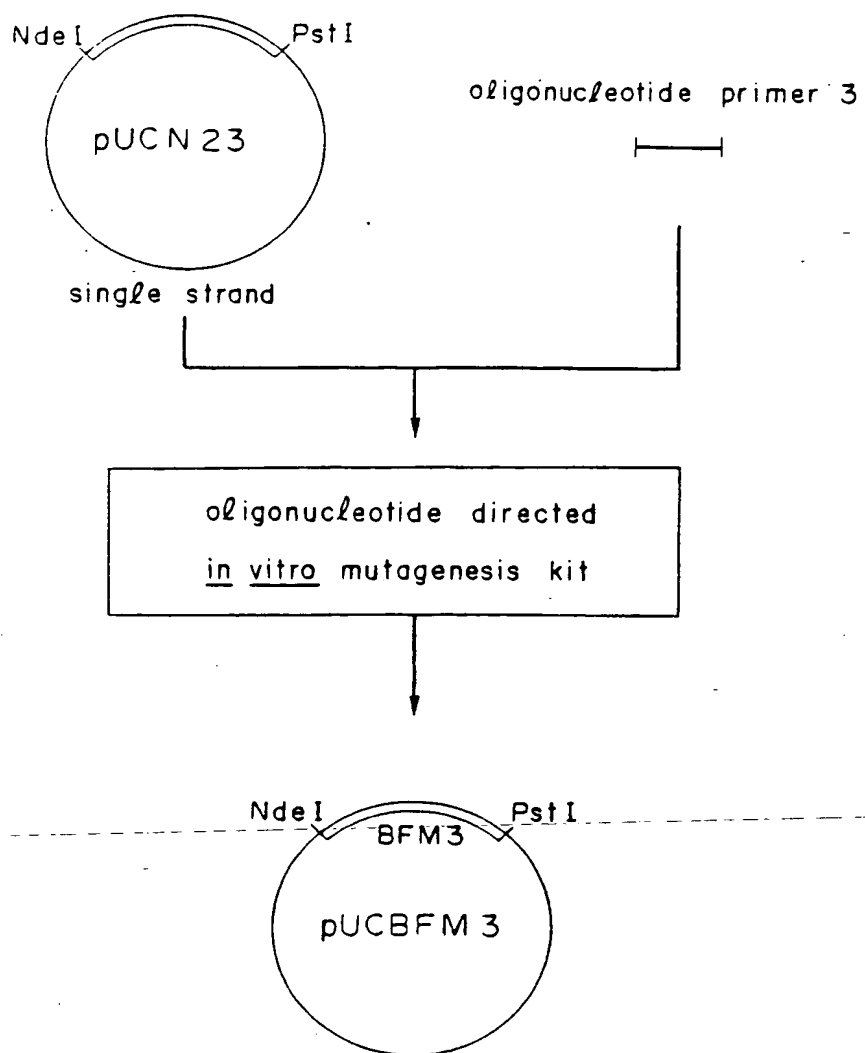 NdeI PstI
pUCN23
oligonucleotide primer 3
single strand
oligonucleotide directed
in vitro mutagenesis kit
NdeI PstI
BFM3
pUCBFM3